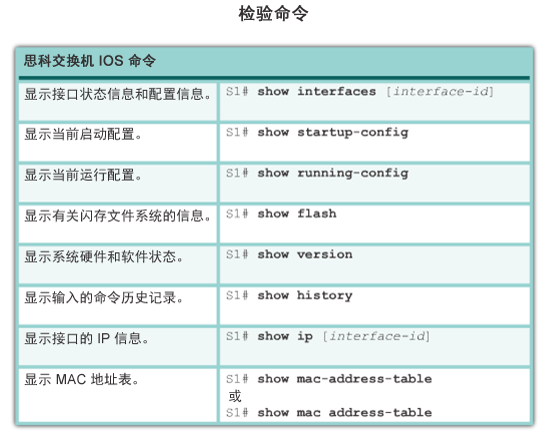 检验命令
思科交换机 IOS 命令
显示接口状态信息和配置信息。 S1# show interfaces [interface-id]
显示当前启动配置。 S1# show startup-config
显示当前运行配置。 S1# show running-config
显示有关闪存文件系统的信息。 S1# show flash
显示系统硬件和软件状态。 S1# show version
显示输入的命令历史记录。 S1# show history
显示接口的 IP 信息。 S1# show ip [interface-id]
显示 MAC 地址表。 S1# show mac-address-table
或
S1# show mac address-table